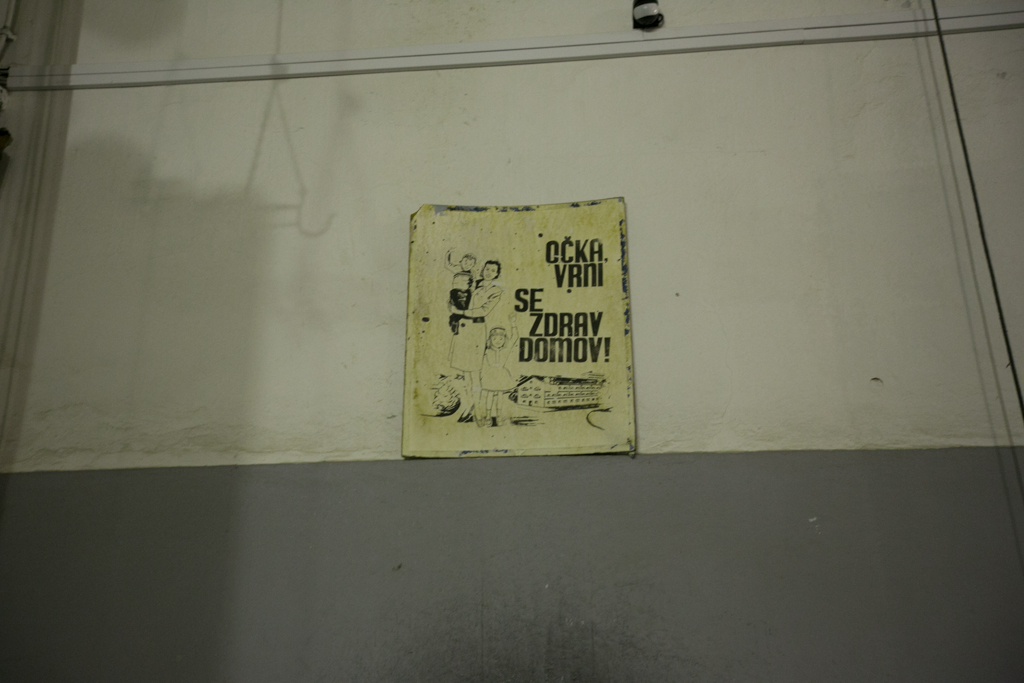 OČKA,
VRNI
SE
ZDRAV
DOMOV!